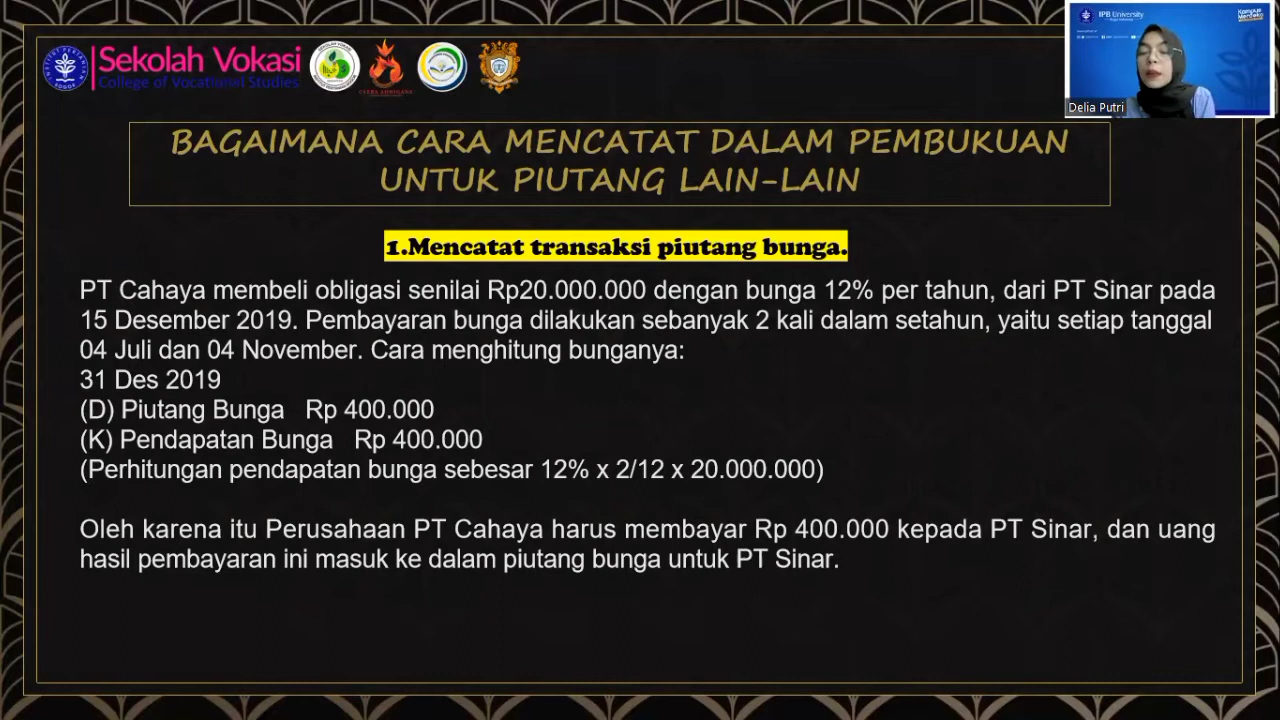 Sekolah Vokasi
College of Vocational Studies
IPB University
Delia Putri
BAGAIMANA CARA MENCATAT DALAM PEMBUKUAN
UNTUK PIUTANG LAIN-LAIN
1.Mencatat transaksi piutang bunga.
PT Cahaya membeli obligasi senilai Rp20.000.000 dengan bunga 12% per tahun, dari PT Sinar pada
15 Desember 2019. Pembayaran bunga dilakukan sebanyak 2 kali dalam setahun, yaitu setiap tanggal
04 Juli dan 04 November. Cara menghitung bunganya:
31 Des 2019
(D) Piutang Bunga Rp 400.000
(K) Pendapatan Bunga Rp 400.000
(Perhitungan pendapatan bunga sebesar 12% x 2/12 x 20.000.000)
Oleh karena itu Perusahaan PT Cahaya harus membayar Rp 400.000 kepada PT Sinar, dan uang
hasil pembayaran ini masuk ke dalam piutang bunga untuk PT Sinar.